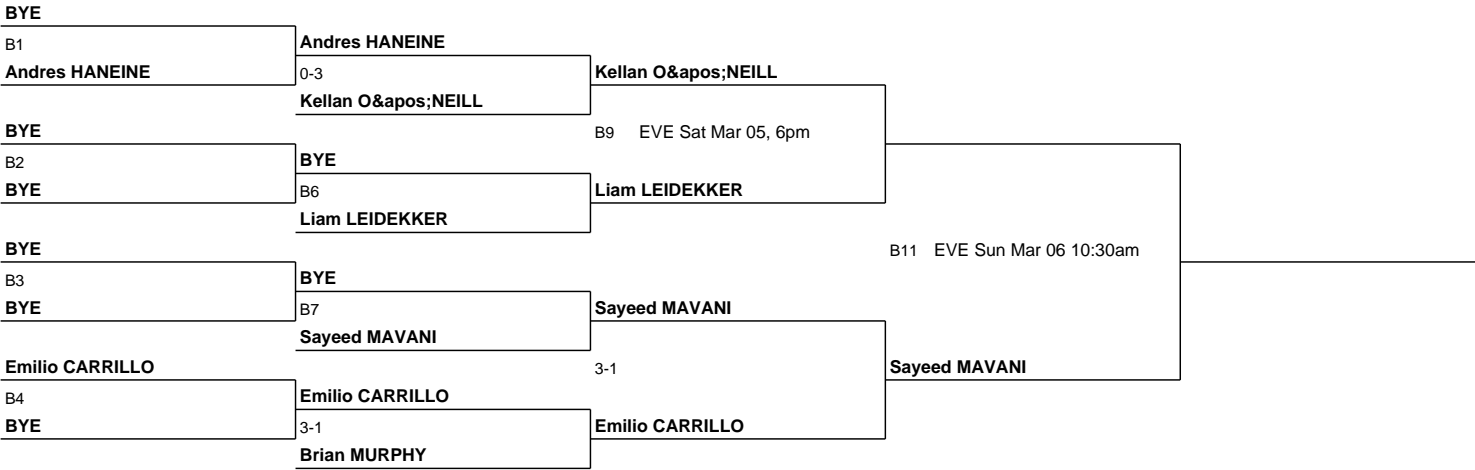 BYE
B1
Andres HANEINE
Andres HANEINE
0-3
Kellan O&apos;NEILL
Kellan O&apos;NEILL
BYE
B2
BYE
BYE
B6
Liam LEIDEKKER
B9 EVE Sat Mar 05, 6pm
Liam LEIDEKKER
BYE
B3
BYE
BYE
B7
Sayeed MAVANI
Sayeed MAVANI
B11 EVE Sun Mar 06 10:30am
Emilio CARRILLO
B4
BYE
Emilio CARRILLO
3-1
Brian MURPHY
3-1
Emilio CARRILLO
Sayeed MAVANI